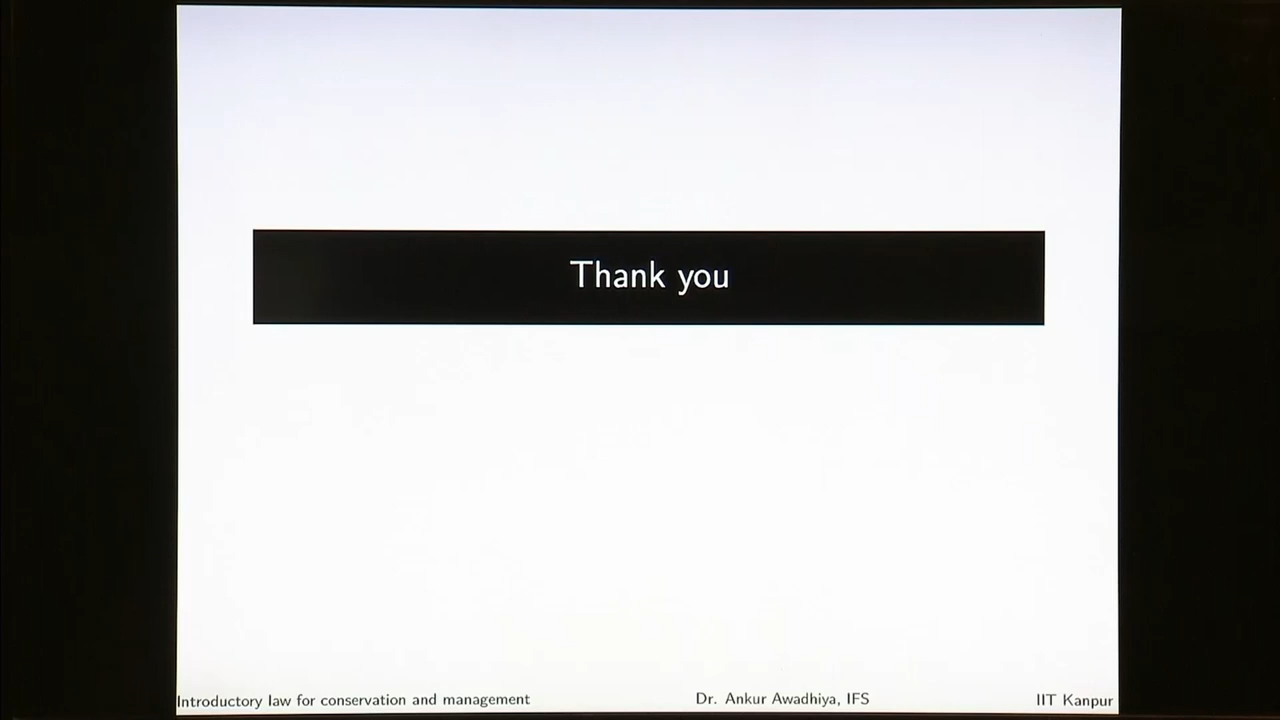 Thank you
Introductory law for conservation and management Dr. Ankur Awadhiya, IFS IIT Kanpur